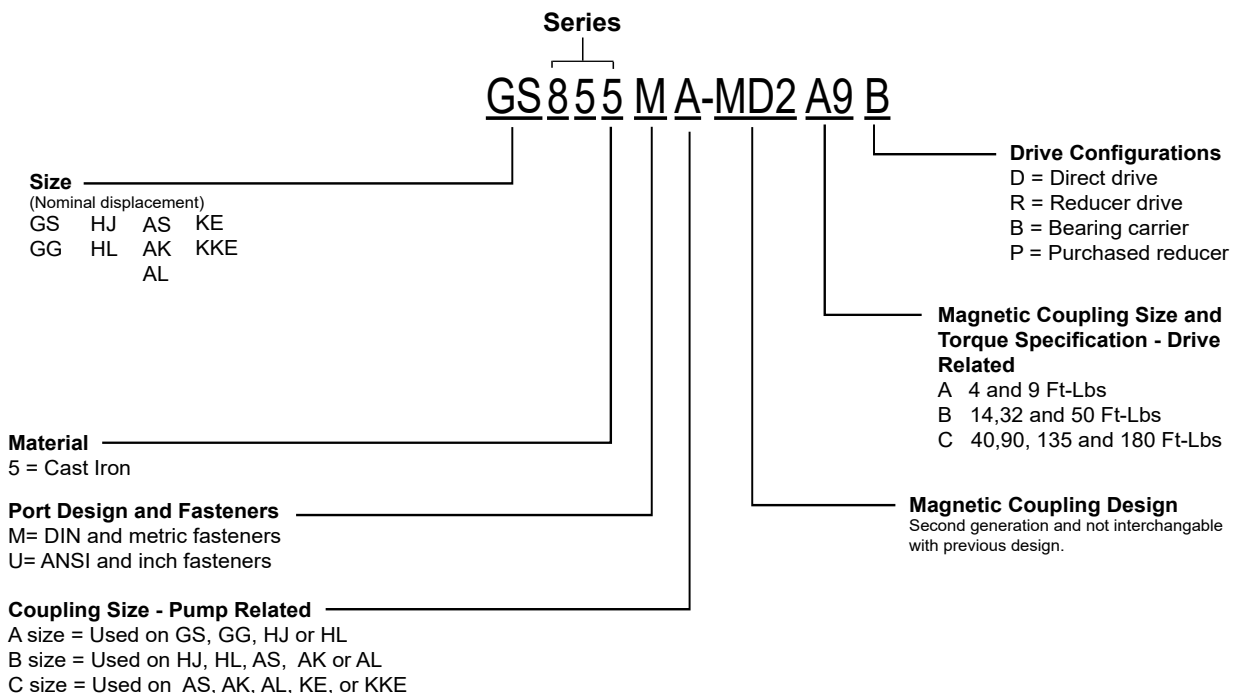 Series
GS855MA-MD2A9B
Size
(Nominal displacement)
GS HJ AS KE
GG HL AK KKE
AL
Drive Configurations
D = Direct drive
R = Reducer drive
B = Bearing carrier
P = Purchased reducer
Magnetic Coupling Size and
Torque Specification - Drive
Related
A 4 and 9 Ft-Lbs
B 14,32 and 50 Ft-Lbs
C 40,90, 135 and 180 Ft-Lbs
Material
5 = Cast Iron
Port Design and Fasteners
M= DIN and metric fasteners
U= ANSI and inch fasteners
Magnetic Coupling Design
Second generation and not interchangable
with previous design.
Coupling Size - Pump Related
A size = Used on GS, GG, HJ or HL
B size = Used on HJ, HL, AS, AK or AL
C size = Used on AS, AK, AL, KE, or KKE